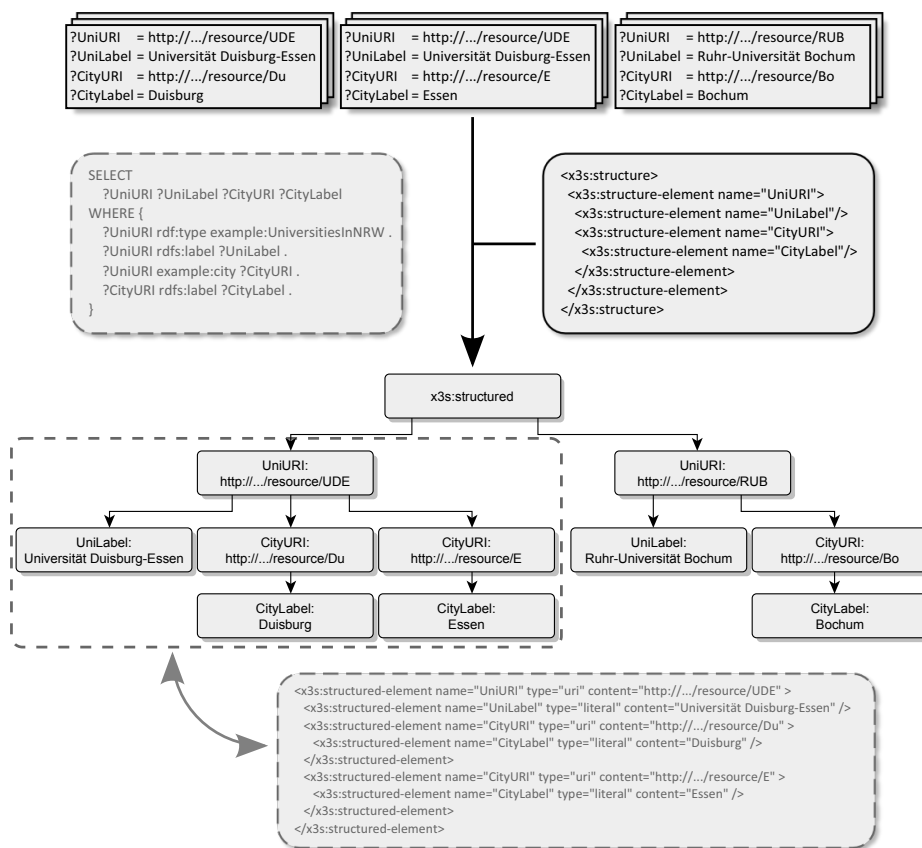 ?UniURI = http://.../resource/UDE
?UniLabel = Universität Duisburg-Essen
?CityURI = http://.../resource/Du
?CityLabel = Duisburg
?UniURI = http://.../resource/UDE
?UniLabel = Universität Duisburg-Essen
?CityURI = http://.../resource/E
?CityLabel = Essen
?UniURI = http://.../resource/RUB
?UniLabel = Ruhr-Universität Bochum
?CityURI = http://.../resource/Bo
?CityLabel = Bochum
SELECT
?UniURI ?UniLabel ?CityURI ?CityLabel
WHERE {
?UniURI rdf:type example:UniversitiesInNRW .
?UniURI rdfs:label ?UniLabel .
?UniURI example:city ?CityURI .
?CityURI rdfs:label ?CityLabel .
}
<x3s:structure>
<x3s:structure-element name="UniURI">
<x3s:structure-element name="UniLabel"/>
<x3s:structure-element name="CityURI">
<x3s:structure-element name="CityLabel"/>
</x3s:structure-element>
</x3s:structure-element>
</x3s:structure>
x3s:structured
UniURI:
http://.../resource/UDE
UniURI:
http://.../resource/RUB
UniLabel:
Universität Duisburg-Essen
CityURI:
http://.../resource/Du
CityURI:
http://.../resource/E
UniLabel:
Ruhr-Universität Bochum
CityURI:
http://.../resource/Bo
CityLabel:
Duisburg
CityLabel:
Essen
CityLabel:
Bochum
<x3s:structured-element name="UniURI" type="uri" content="http://.../resource/UDE" >
<x3s:structured-element name="UniLabel" type="literal" content="Universität Duisburg-Essen" />
<x3s:structured-element name="CityURI" type="uri" content="http://.../resource/Du" >
<x3s:structured-element name="CityLabel" type="literal" content="Duisburg" />
</x3s:structured-element>
<x3s:structured-element name="CityURI" type="uri" content="http://.../resource/E" >
<x3s:structured-element name="CityLabel" type="literal" content="Essen" />
</x3s:structured-element>
</x3s:structured-element>